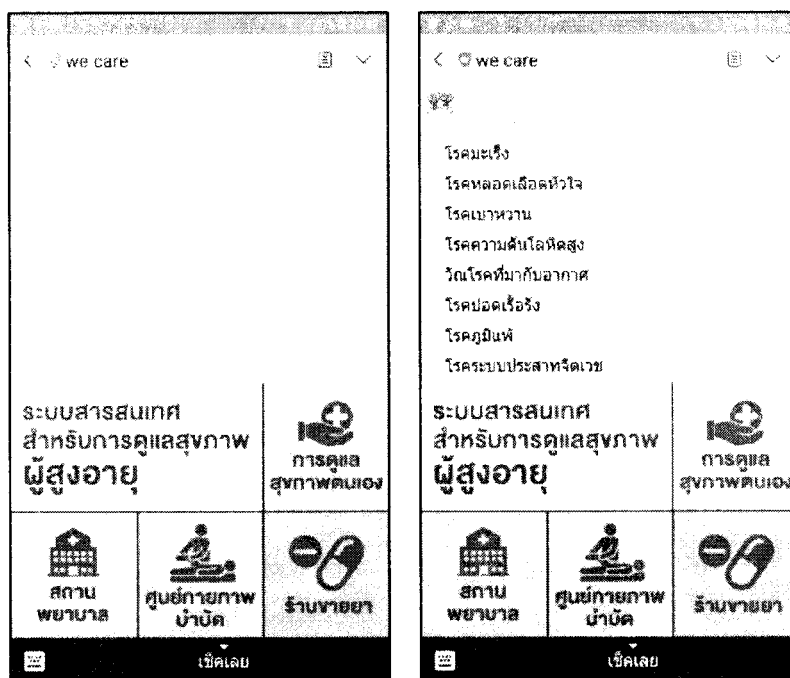 we care
ระบบสารสนเทศ
สำหรับการดูแลสุขภาพ
ผู้สูงอายุ
การดูแล
สุขภาพตนเอง
สถาน
พยาบาล
ศูนย์กายภาพ
บำบัด
ร้านขายยา
เช็คเลย
we care
โรคมะเร็ง
โรคหลอดเลือดหัวใจ
โรคเบาหวาน
โรคความดันโลหิตสูง
วัณโรคที่มากับอากาศ
โรคปอดเรื้อรัง
โรคภูมิแพ้
โรคระบบประสาทจิตเวช
ระบบสารสนเทศ
สำหรับการดูแลสุขภาพ
ผู้สูงอายุ
การดูแล
สุขภาพตนเอง
สถาน
พยาบาล
ศูนย์กายภาพ
บำบัด
ร้านขายยา
เช็คเลย